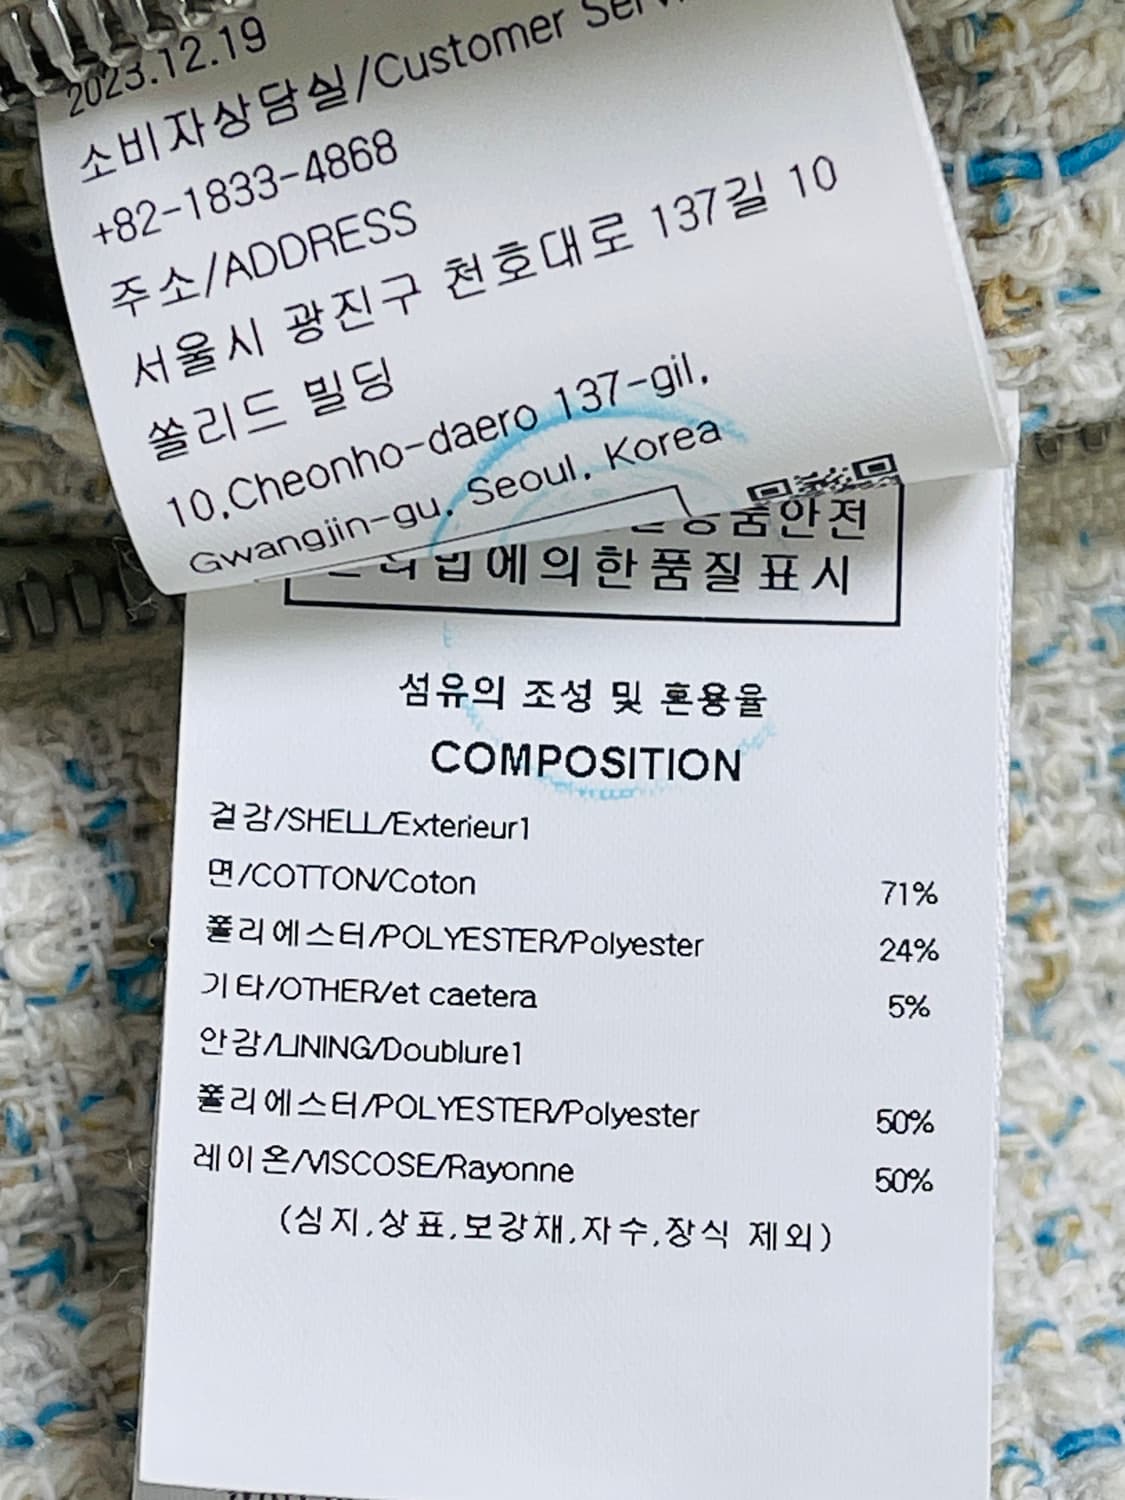 2023.12.19
소비자상담실/Customer
+82-1833-4868
주소/ADDRESS
서울시 광진구 천호대로 137길 10
쏠리드 빌딩
10,Cheonho-daero 137-gil,
Gwangjin-gu, Seoul, Korea
품안전
법에의한품질표시
섬유의 조성 및 혼용율
COMPOSITION
겉감/SHELL/Exterieur1
면/COTTON/Coton 71%
폴리에스터/POLYESTER/Polyester 24%
기타/OTHER/et caetera 5%
안감/LINING/Doublure1
폴리에스터/POLYESTER/Polyester 50%
레이온/VISCOSE/Rayonne 50%
(심지,상표,보강재,자수,장식 제외)